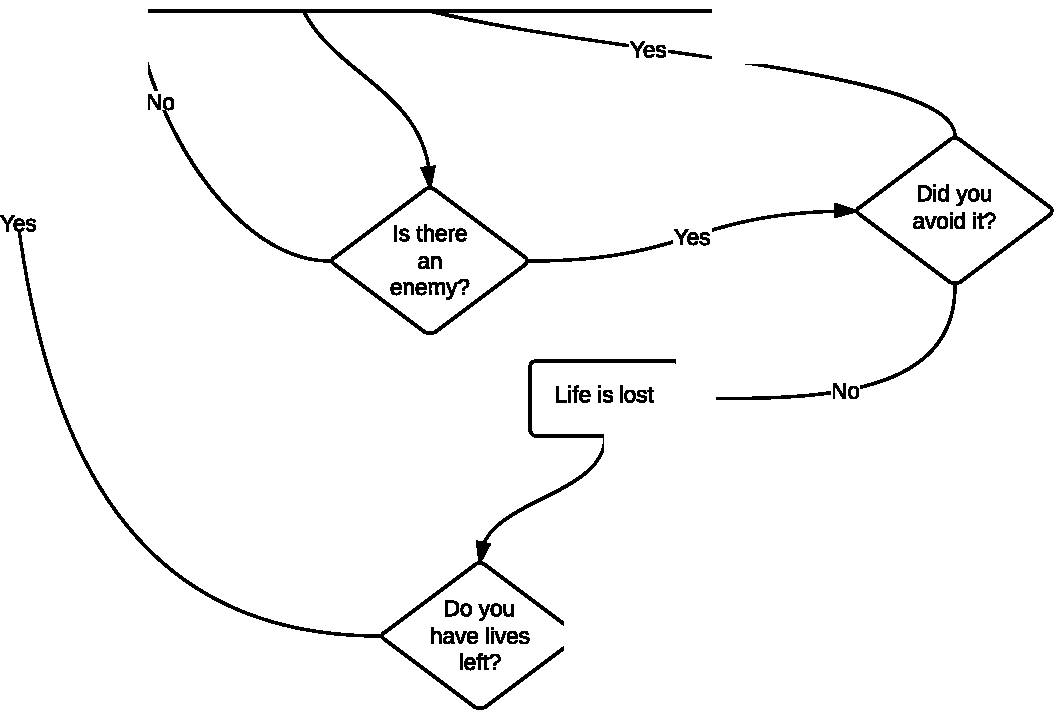 Yes
No
Did you
avoid it?
Yes
Is there
an
enemy?
Yes
Life is lost
No
Do you
have lives
left?